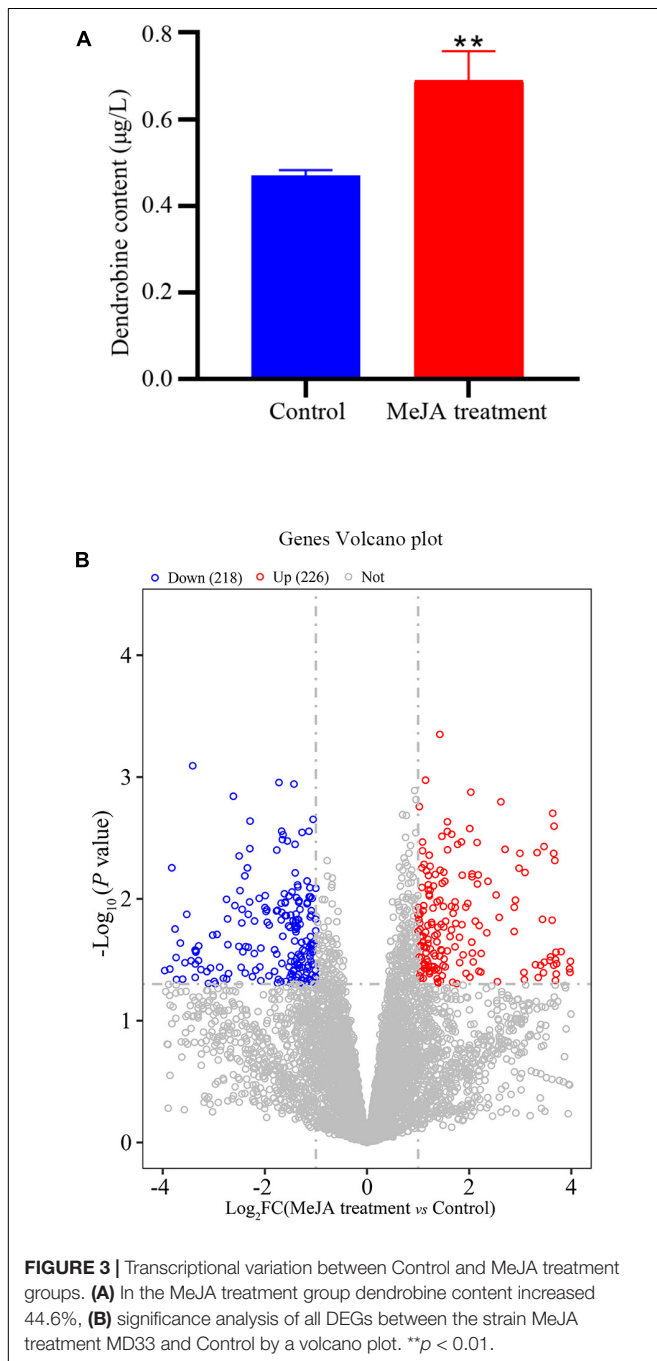 A
0.8
0.6
0.4
0.2
0.0
Dendrobine content (µg/L)
**
Control MeJA treatment
B
Genes Volcano plot
Down (218) Up (226) Not
4
3
2
1
0
-Log10(P value)
-4 -2 0 2 4
Log2FC(MeJA treatment vs Control)
FIGURE 3 | Transcriptional variation between Control and MeJA treatment
groups. (A) In the MeJA treatment group dendrobine content increased
44.6%, (B) significance analysis of all DEGs between the strain MeJA
treatment MD33 and Control by a volcano plot. **p < 0.01.